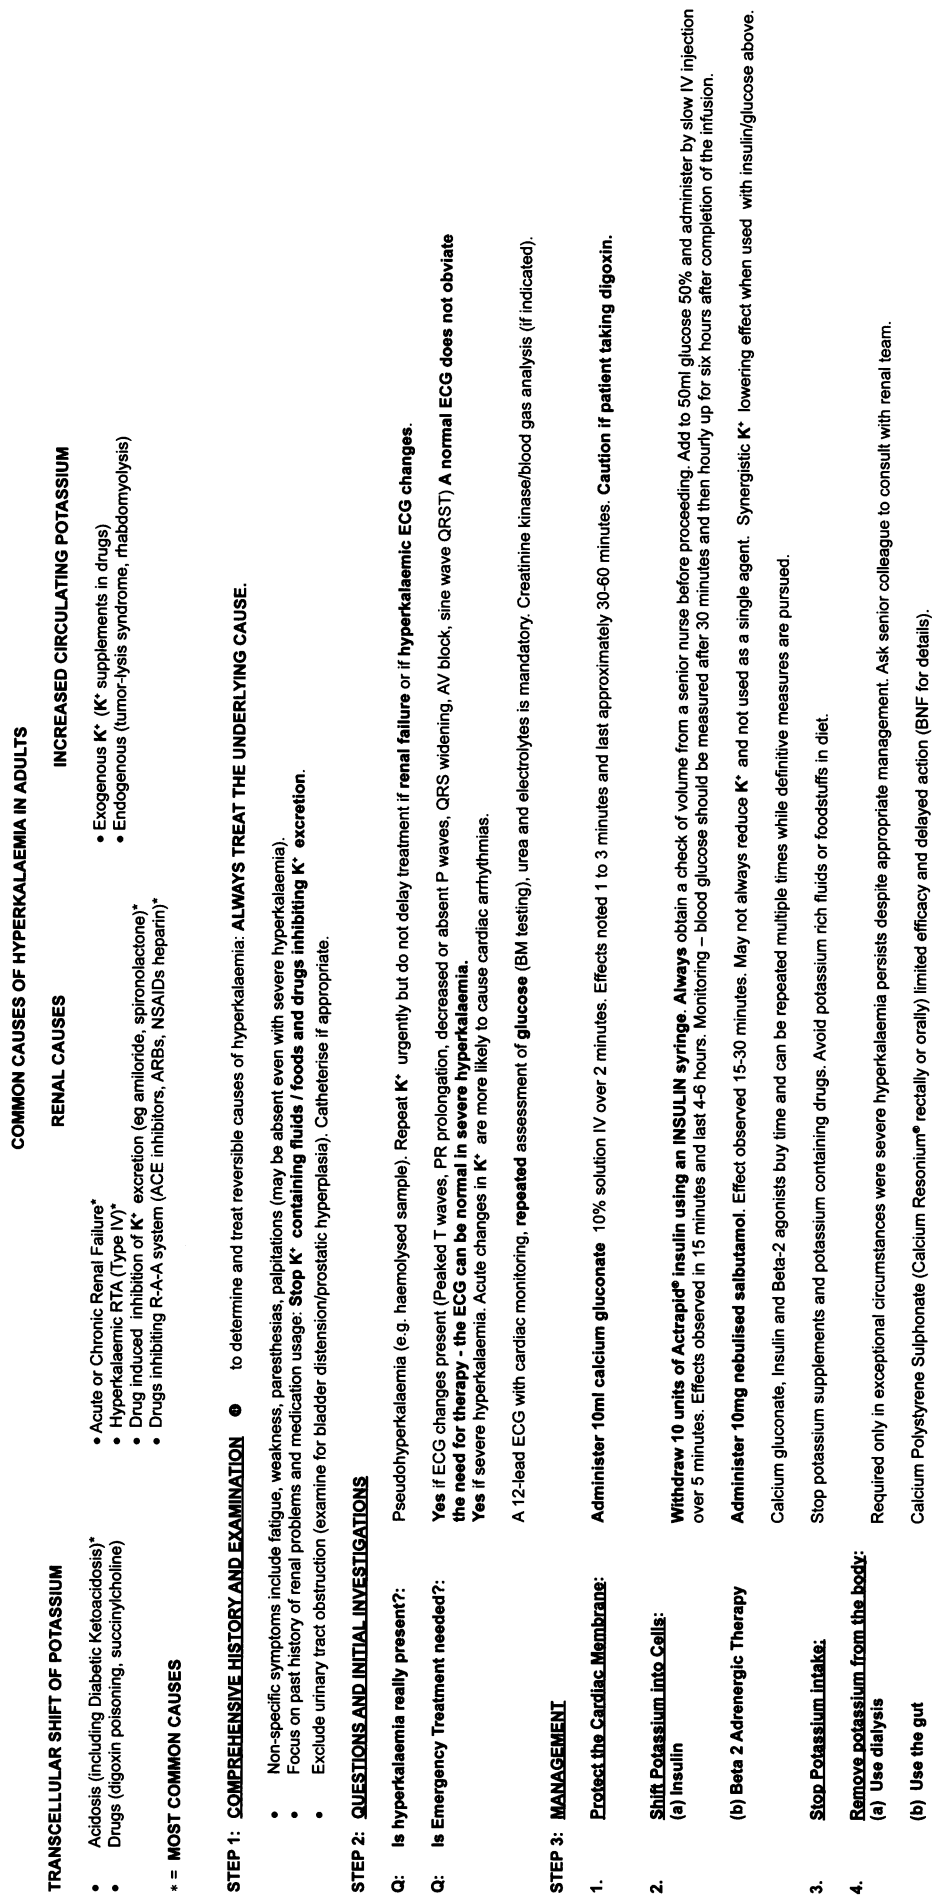 COMMON CAUSES OF HYPERKALAEMIA IN ADULTS
TRANSCELLULAR SHIFT OF POTASSIUM
• Acidosis (including Diabetic Ketoacidosis)*
• Drugs (digoxin poisoning, succinylcholine)
RENAL CAUSES
• Acute or Chronic Renal Failure*
• Hyperkalaemic RTA (Type IV)*
• Drug induced inhibition of K⁺ excretion (eg amiloride, spironolactone)*
• Drugs inhibiting R-A-A system (ACE inhibitors, ARBs, NSAIDs heparin)*
INCREASED CIRCULATING POTASSIUM
• Exogenous K⁺ (K⁺ supplements in drugs)
• Endogenous (tumor-lysis syndrome, rhabdomyolysis)
* = MOST COMMON CAUSES
STEP 1: COMPREHENSIVE HISTORY AND EXAMINATION to determine and treat reversible causes of hyperkalaemia: ALWAYS TREAT THE UNDERLYING CAUSE.
• Non-specific symptoms include fatigue, weakness, paresthesias, palpitations (may be absent even with severe hyperkalaemia).
• Focus on past history of renal problems and medication usage: Stop K⁺ containing fluids / foods and drugs inhibiting K⁺ excretion.
• Exclude urinary tract obstruction (examine for bladder distension/prostatic hyperplasia). Catheterise if appropriate.
STEP 2: QUESTIONS AND INITIAL INVESTIGATIONS
Q: Is hyperkalaemia really present?: Pseudohyperkalaemia (e.g. haemolysed sample). Repeat K⁺ urgently but do not delay treatment if renal failure or if hyperkalaemic ECG changes.
Q: Is Emergency Treatment needed?: Yes if ECG changes present (Peaked T waves, PR prolongation, decreased or absent P waves, QRS widening, AV block, sine wave QRST) A normal ECG does not obviate
the need for therapy - the ECG can be normal in severe hyperkalaemia.
Yes if severe hyperkalaemia. Acute changes in K⁺ are more likely to cause cardiac arrhythmias.
A 12-lead ECG with cardiac monitoring, repeated assessment of glucose (BM testing), urea and electrolytes is mandatory. Creatinine kinase/blood gas analysis (if indicated).
STEP 3: MANAGEMENT
1. Protect the Cardiac Membrane: Administer 10ml calcium gluconate 10% solution IV over 2 minutes. Effects noted 1 to 3 minutes and last approximately 30-60 minutes. Caution if patient taking digoxin.
2. Shift Potassium into Cells:
(a) Insulin Withdraw 10 units of Actrapid® insulin using an INSULIN syringe. Always obtain a check of volume from a senior nurse before proceeding. Add to 50ml glucose 50% and administer by slow IV injection
over 5 minutes. Effects observed in 15 minutes and last 4-6 hours. Monitoring – blood glucose should be measured after 30 minutes and then hourly up for six hours after completion of the infusion.
(b) Beta 2 Adrenergic Therapy Administer 10mg nebulised salbutamol. Effect observed 15-30 minutes. May not always reduce K⁺ and not used as a single agent. Synergistic K⁺ lowering effect when used with insulin/glucose above.
Calcium gluconate, Insulin and Beta-2 agonists buy time and can be repeated multiple times while definitive measures are pursued.
3. Stop Potassium intake: Stop potassium supplements and potassium containing drugs. Avoid potassium rich fluids or foodstuffs in diet.
4. Remove potassium from the body:
(a) Use dialysis Required only in exceptional circumstances were severe hyperkalaemia persists despite appropriate management. Ask senior colleague to consult with renal team.
(b) Use the gut Calcium Polystyrene Sulphonate (Calcium Resonium® rectally or orally) limited efficacy and delayed action (BNF for details).